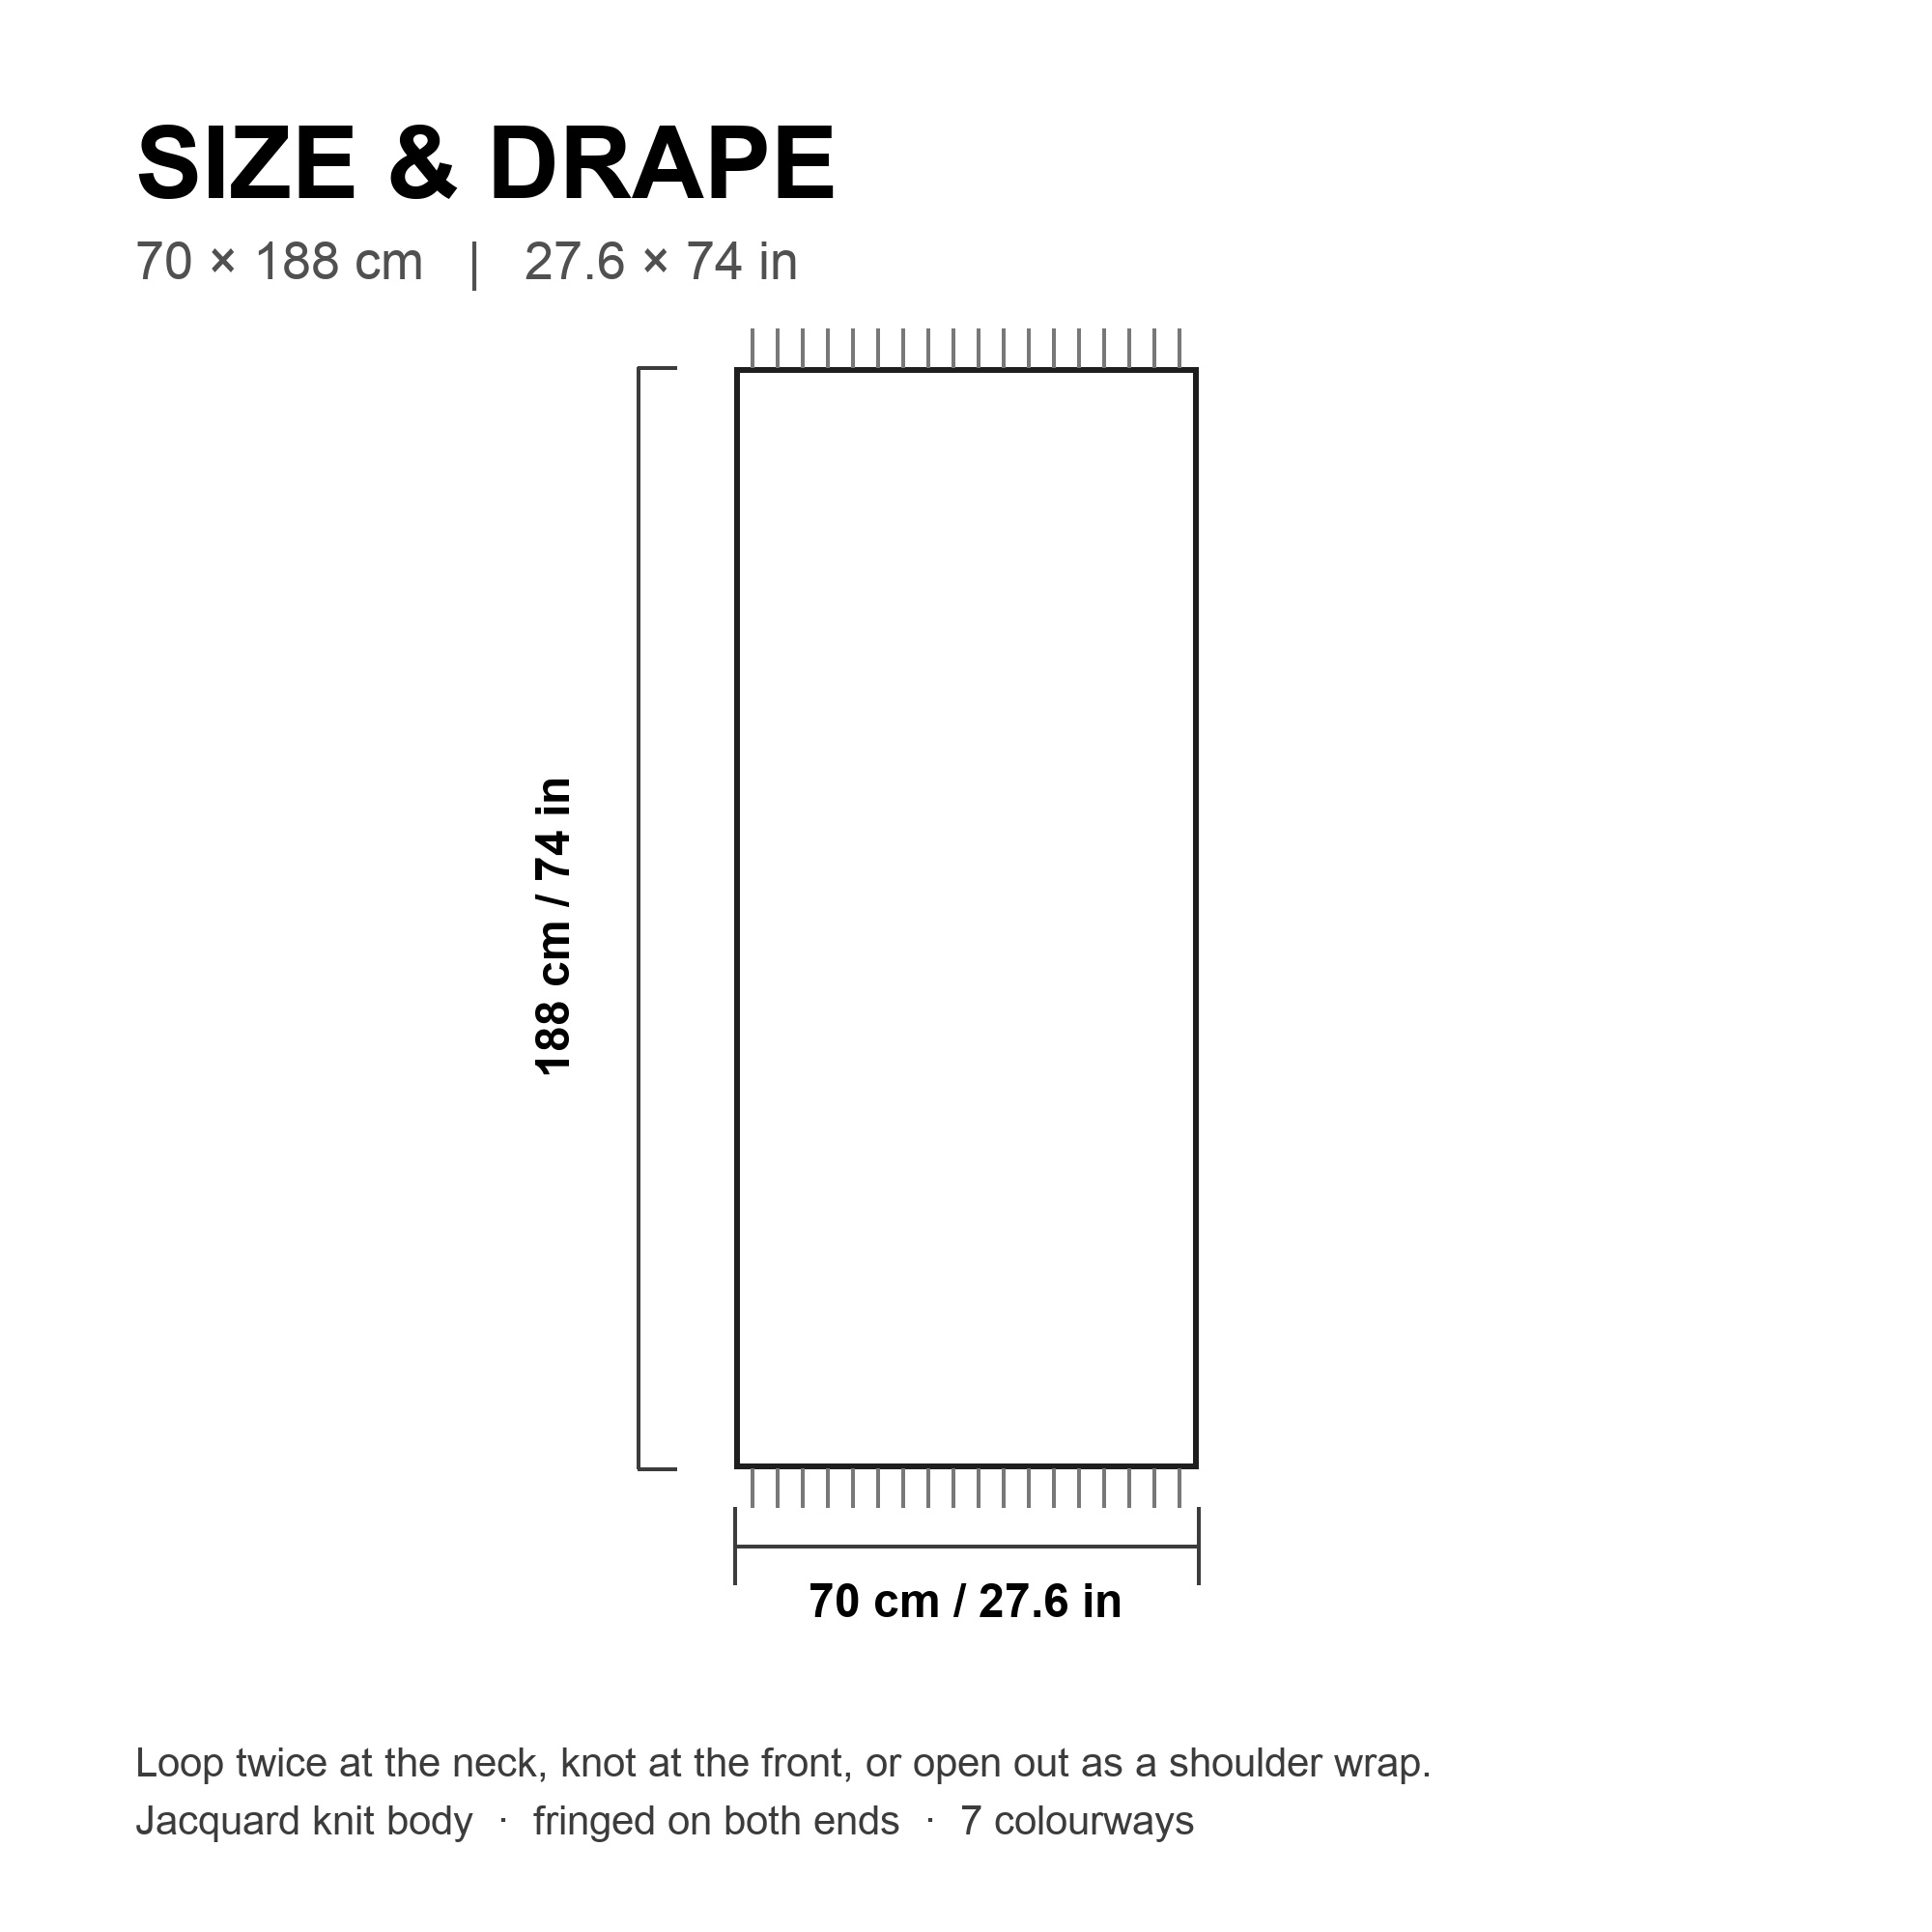 SIZE & DRAPE
70 × 188 cm | 27.6 × 74 in
188 cm / 74 in
70 cm / 27.6 in
Loop twice at the neck, knot at the front, or open out as a shoulder wrap.
Jacquard knit body · fringed on both ends · 7 colourways